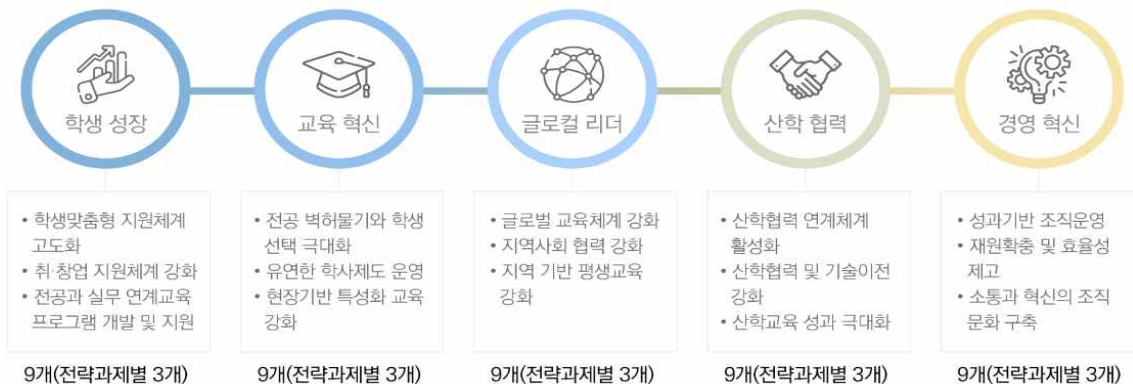 학생 성장
교육 혁신
글로컬 리더
산학 협력
경영 혁신
• 학생맞춤형 지원체계
고도화
• 취·창업 지원체계 강화
• 전공과 실무 연계교육
프로그램 개발 및 지원
• 전공 벽허물기와 학생
선택 극대화
• 유연한 학사제도 운영
• 현장기반 특성화 교육
강화
• 글로벌 교육체계 강화
• 지역사회 협력 강화
• 지역 기반 평생교육
강화
• 산학협력 연계체계
활성화
• 산학협력 및 기술이전
강화
• 산학교육 성과 극대화
• 성과기반 조직운영
• 재원확충 및 효율성
제고
• 소통과 혁신의 조직
문화 구축
9개(전략과제별 3개)
9개(전략과제별 3개)
9개(전략과제별 3개)
9개(전략과제별 3개)
9개(전략과제별 3개)